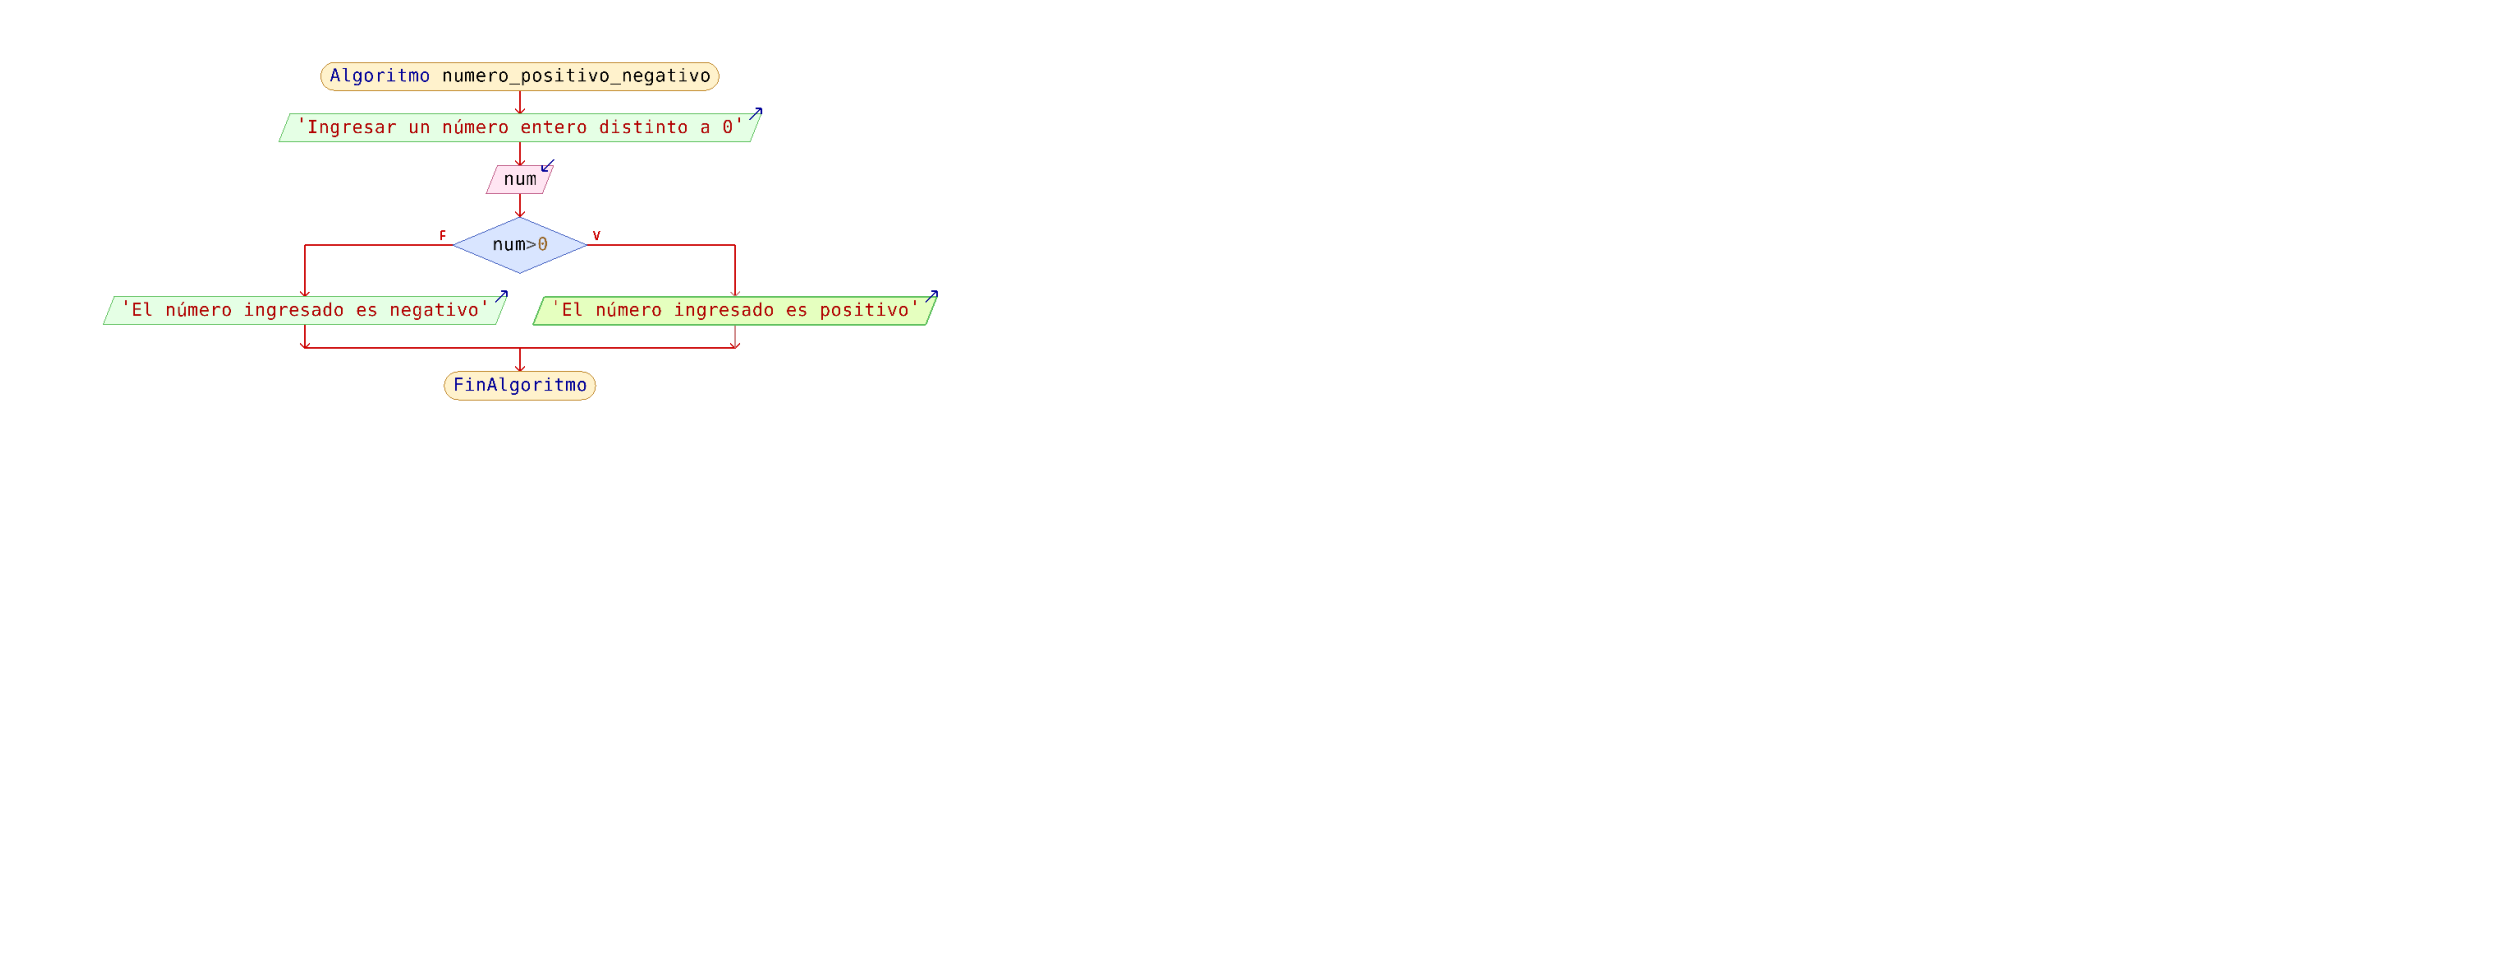 Algoritmo numero_positivo_negativo
'Ingresar un número entero distinto a 0'
num
F
V
num>0
'El número ingresado es negativo'
'El número ingresado es positivo'
FinAlgoritmo